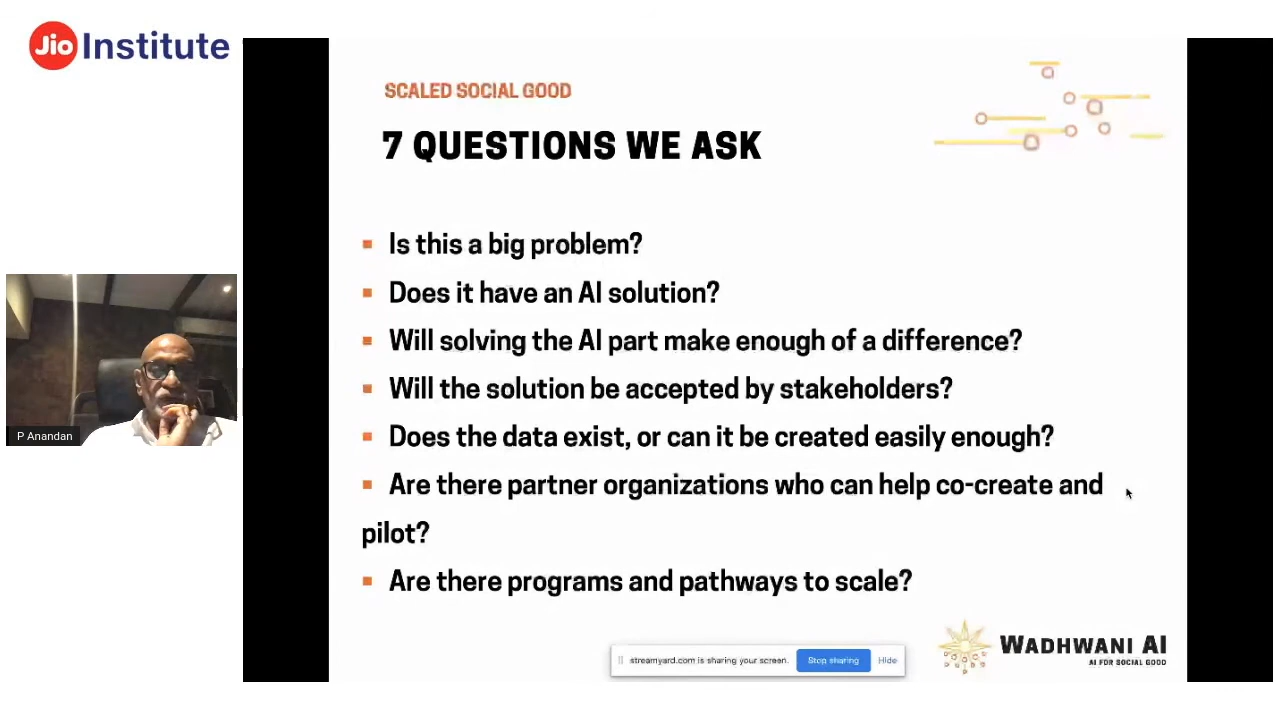 Jio Institute
SCALED SOCIAL GOOD
7 QUESTIONS WE ASK
Is this a big problem?
Does it have an AI solution?
Will solving the AI part make enough of a difference?
Will the solution be accepted by stakeholders?
Does the data exist, or can it be created easily enough?
Are there partner organizations who can help co-create and
pilot?
Are there programs and pathways to scale?
P Anandan
streamyard.com is sharing your screen. Stop sharing Hide
WADHWANI AI
AI FOR SOCIAL GOOD